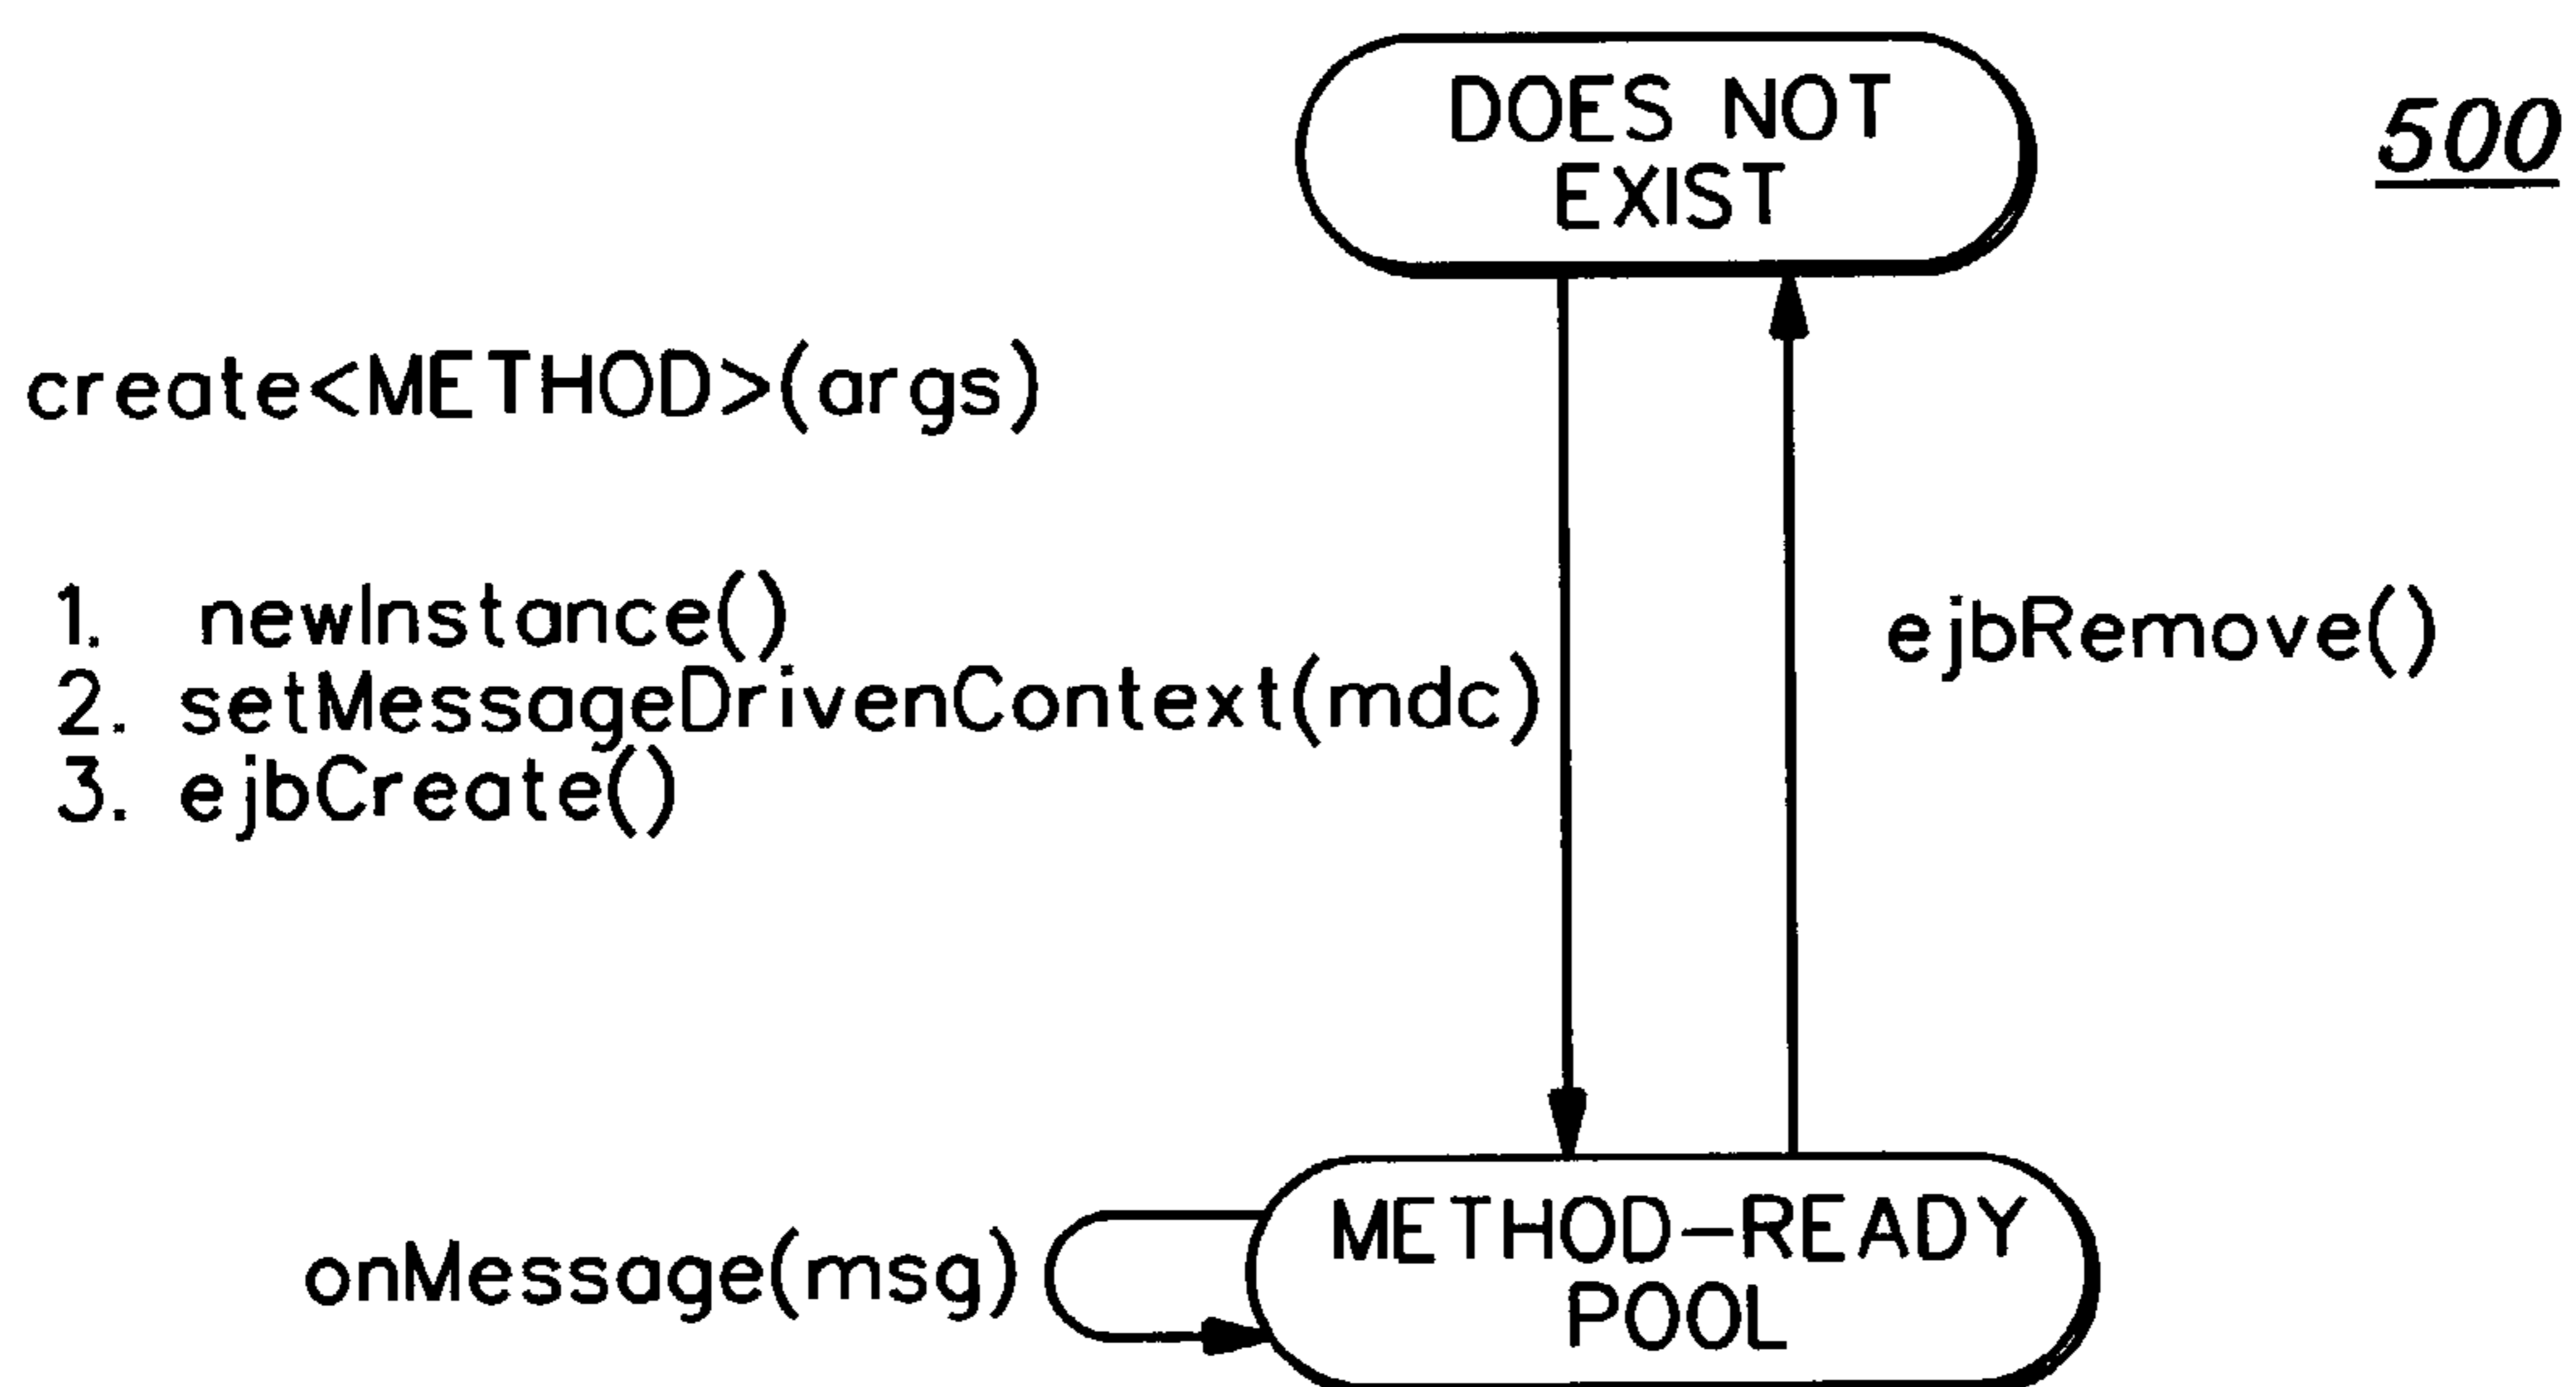 DOES NOT
EXIST
500
create<METHOD>(args)
1. newInstance()
2. setMessageDrivenContext(mdc)
3. ejbCreate()
ejbRemove()
onMessage(msg)
METHOD-READY
POOL